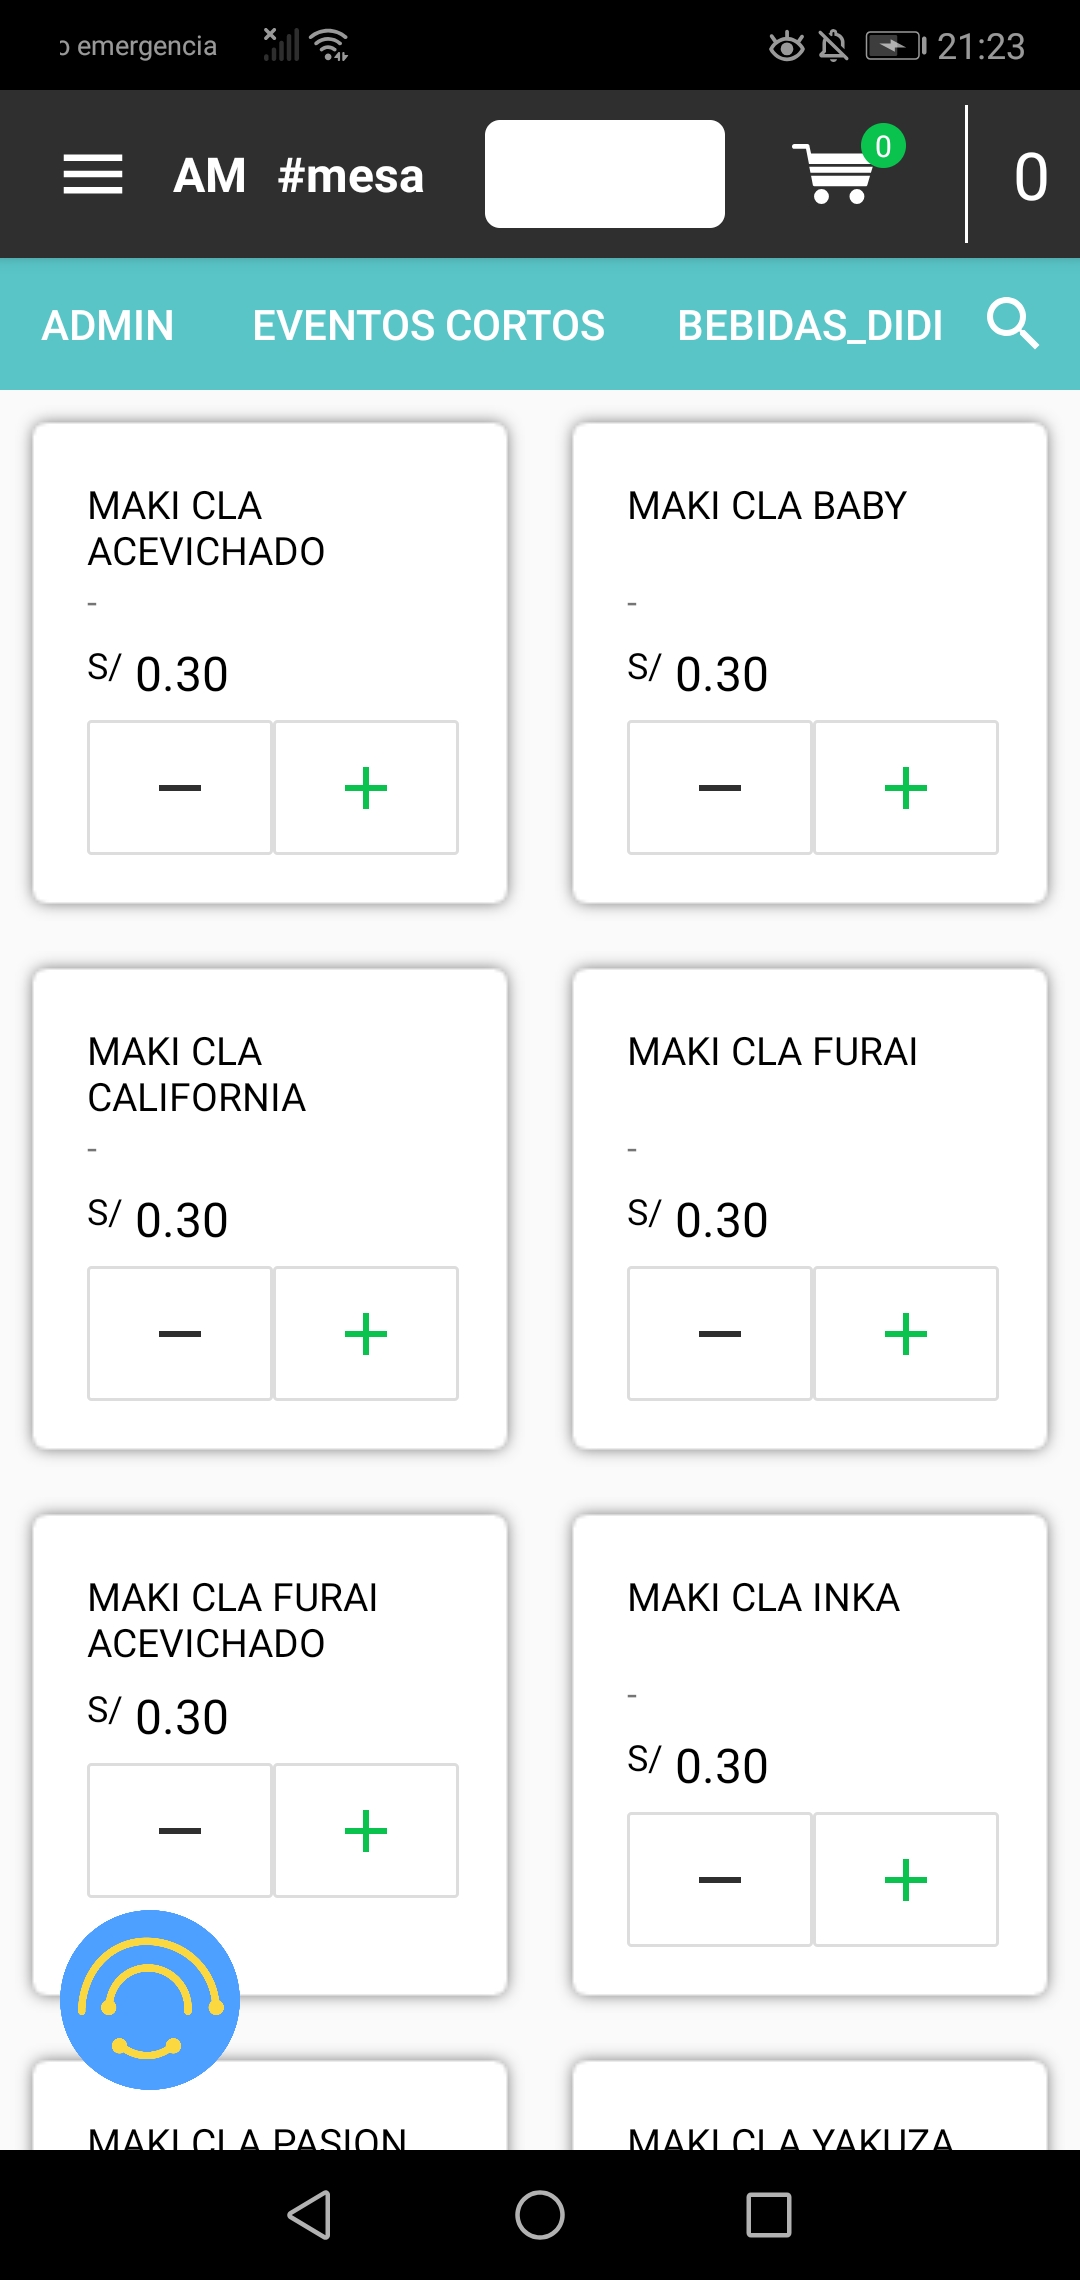 o emergencia 21:23
AM #mesa 0 0
ADMIN EVENTOS CORTOS BEBIDAS_DIDI
MAKI CLA
ACEVICHADO
-
S/ 0.30
MAKI CLA BABY
-
S/ 0.30
MAKI CLA
CALIFORNIA
-
S/ 0.30
MAKI CLA FURAI
-
S/ 0.30
MAKI CLA FURAI
ACEVICHADO
S/ 0.30
MAKI CLA INKA
-
S/ 0.30
MAKI CLA PASION
MAKI CLA YAKUZA